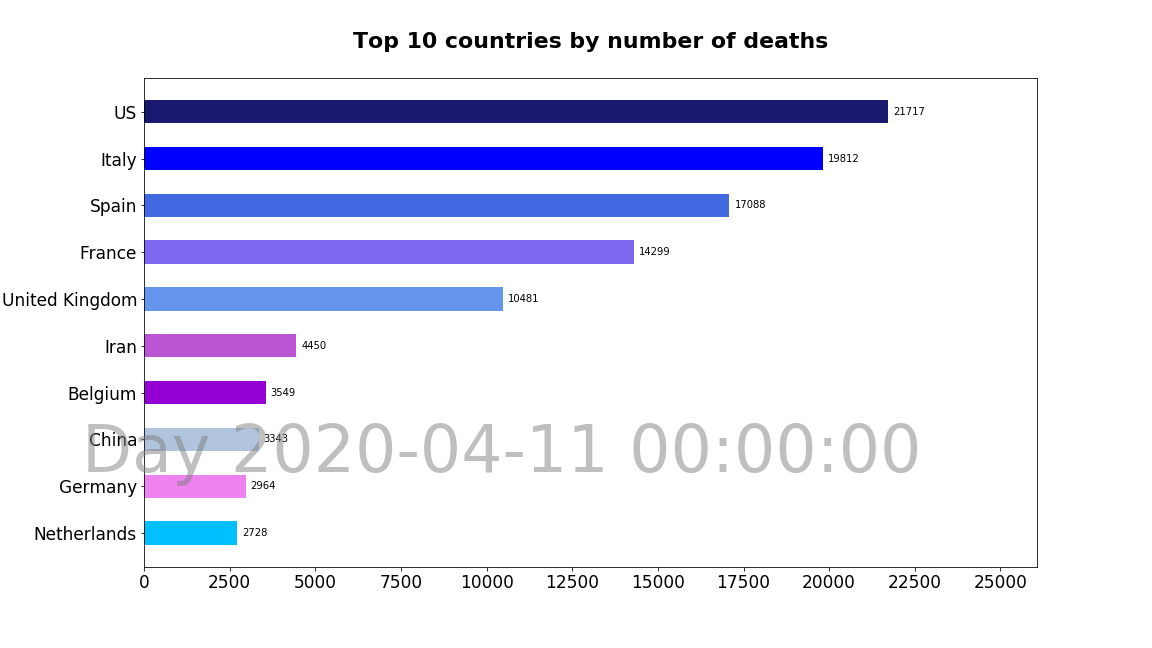 Top 10 countries by number of deaths
US 21717
Italy 19812
Spain 17088
France 14299
United Kingdom 10481
Iran 4450
Belgium 3549
China 3343
Day 2020-04-11 00:00:00
Germany 2964
Netherlands 2728
0 2500 5000 7500 10000 12500 15000 17500 20000 22500 25000